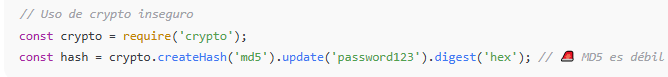 // Uso de crypto inseguro
const crypto = require('crypto');
const hash = crypto.createHash('md5').update('password123').digest('hex'); // 🚨 MD5 es débil